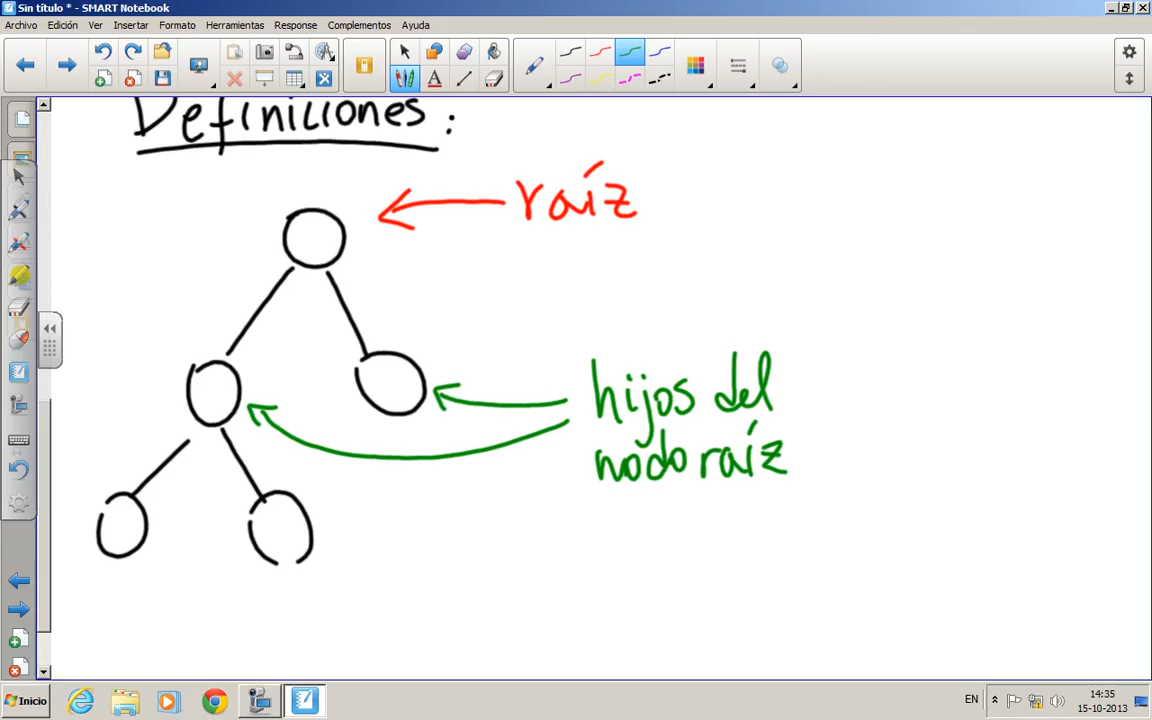 Sin título * - SMART Notebook
Archivo Edición Ver Insertar Formato Herramientas Response Complementos Ayuda
Definiciones:
raíz
hijos del
nodo raíz
Inicio
EN
14:35
15-10-2013